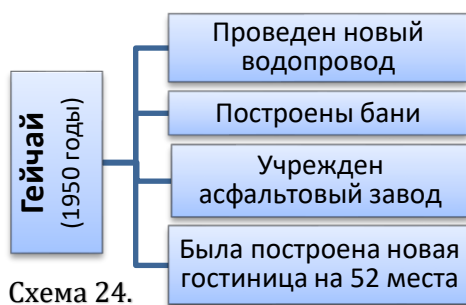 Гейчай
(1950 годы)
Проведен новый
водопровод
Построены бани
Учрежден
асфальтовый завод
Была построена новая
гостиница на 52 места
Схема 24.